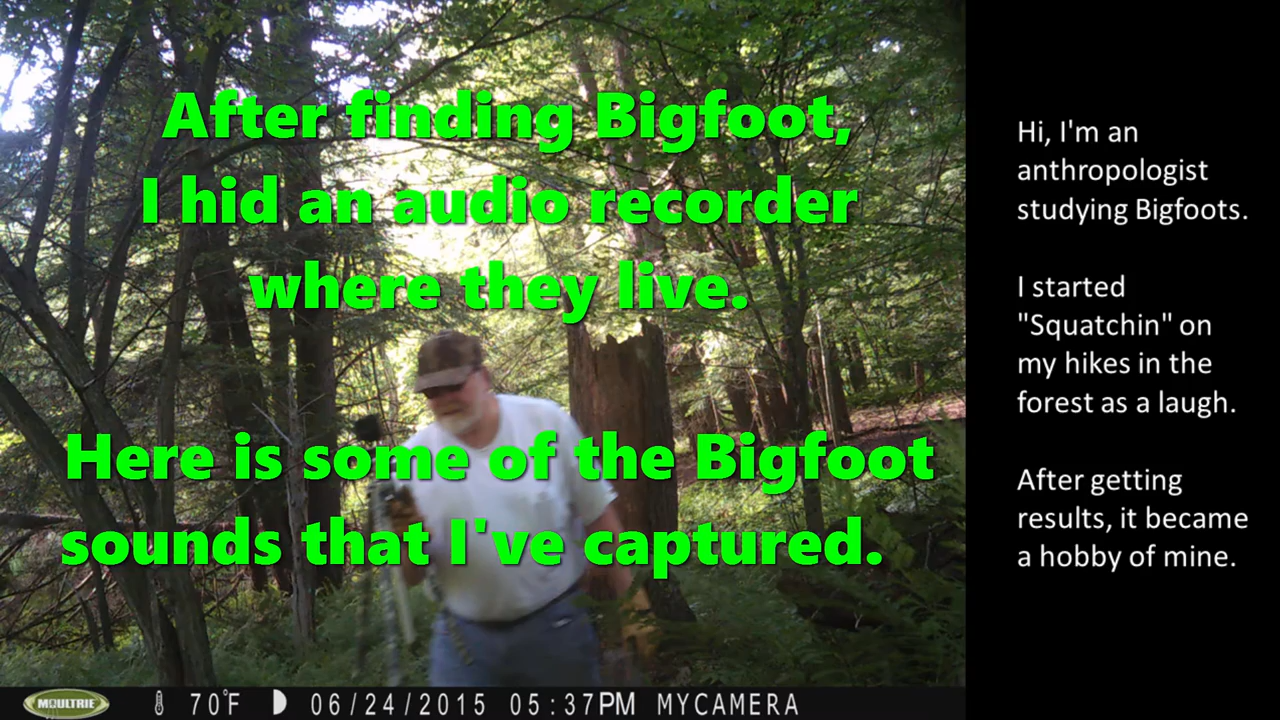 After finding Bigfoot,
I hid an audio recorder
where they live.
Here is some of the Bigfoot
sounds that I've captured.
Hi, I'm an
anthropologist
studying Bigfoots.
I started
"Squatchin" on
my hikes in the
forest as a laugh.
After getting
results, it became
a hobby of mine.
MOULTRIE 70°F 06/24/2015 05:37PM MYCAMERA